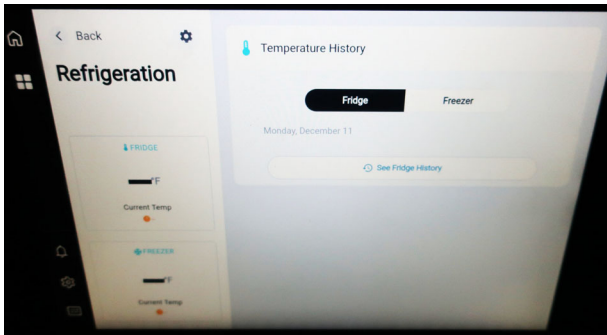 Back
Refrigeration
FRIDGE
°F
Current Temp
FREEZER
°F
Current Temp
Temperature History
Fridge
Freezer
Monday, December 11
See Fridge History